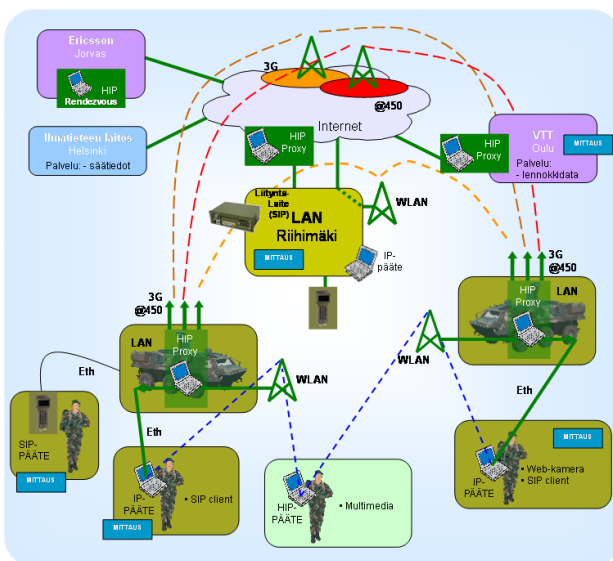 Ericsson
Jorvas
HIP
Rendezvous
3G
@450
Internet
Ilmatieteen laitos
Helsinki
Palvelu: - säätiedot
HIP
Proxy
HIP
Proxy
VTT
Oulu
MITTAUS
Palvelu:
- lennokkidata
Liityntä-
Laite
(SIP)
LAN
Riihimäki
MITTAUS
WLAN
IP-
pääte
3G
@450
3G
@450
LAN
HIP
Proxy
LAN
HIP
Proxy
WLAN
WLAN
Eth
Eth
Eth
SIP-
PÄÄTE
MITTAUS
IP-
PÄÄTE
▪ SIP client
MITTAUS
HIP-
PÄÄTE
▪ Multimedia
MITTAUS
IP-
PÄÄTE
▪ Web-kamera
▪ SIP client